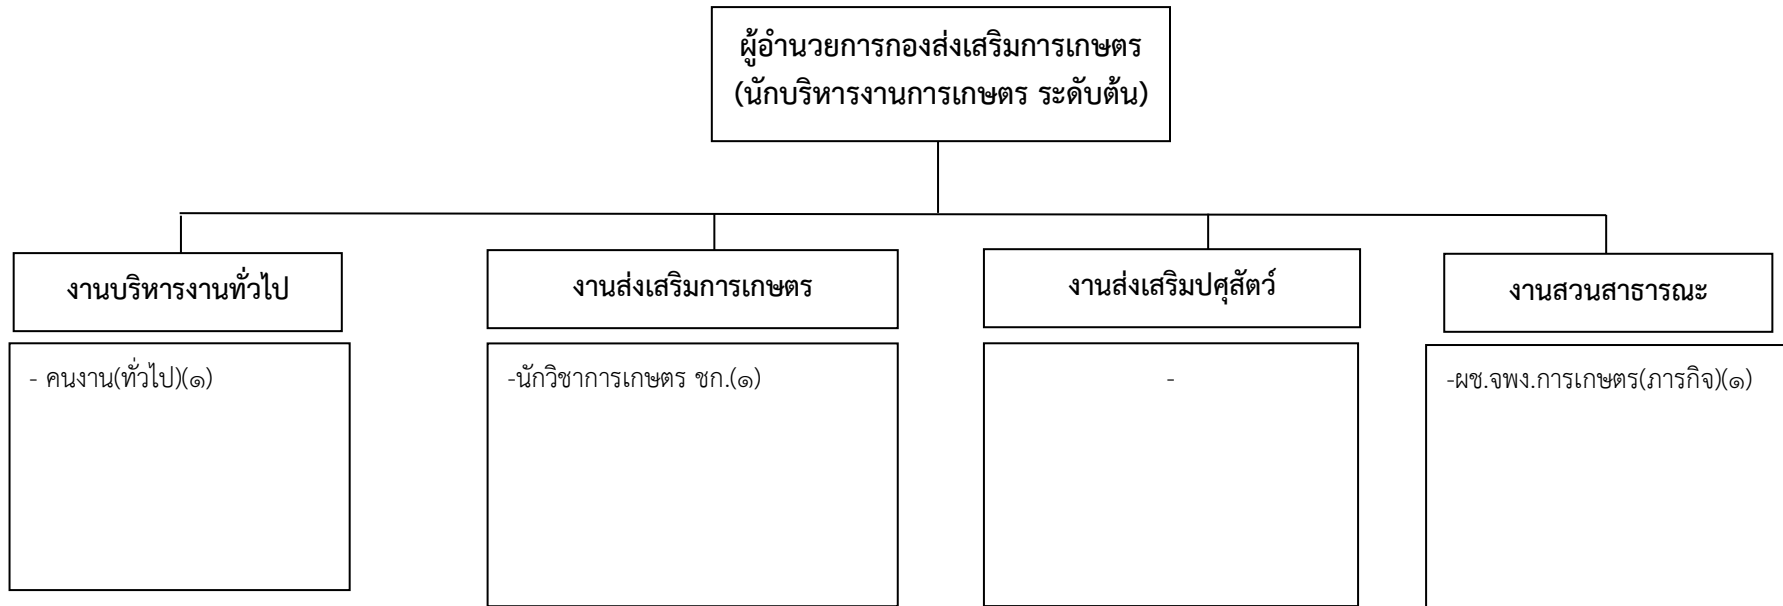 ผู้อำนวยการกองส่งเสริมการเกษตร
(นักบริหารงานการเกษตร ระดับต้น)
งานบริหารงานทั่วไป
งานส่งเสริมการเกษตร
งานส่งเสริมปศุสัตว์
งานสวนสาธารณะ
- คนงาน(ทั่วไป)(๑)
-นักวิชาการเกษตร ชก.(๑)
-
-ผช.จพง.การเกษตร(ภารกิจ)(๑)